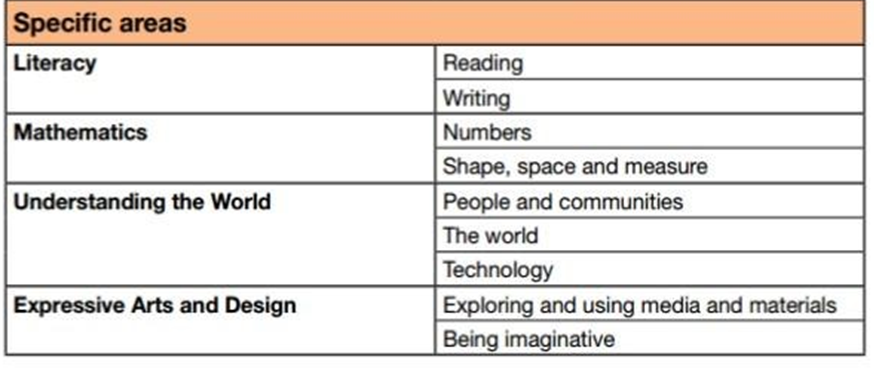 Specific areas
Literacy
Reading
Writing
Mathematics
Numbers
Shape, space and measure
Understanding the World
People and communities
The world
Technology
Expressive Arts and Design
Exploring and using media and materials
Being imaginative